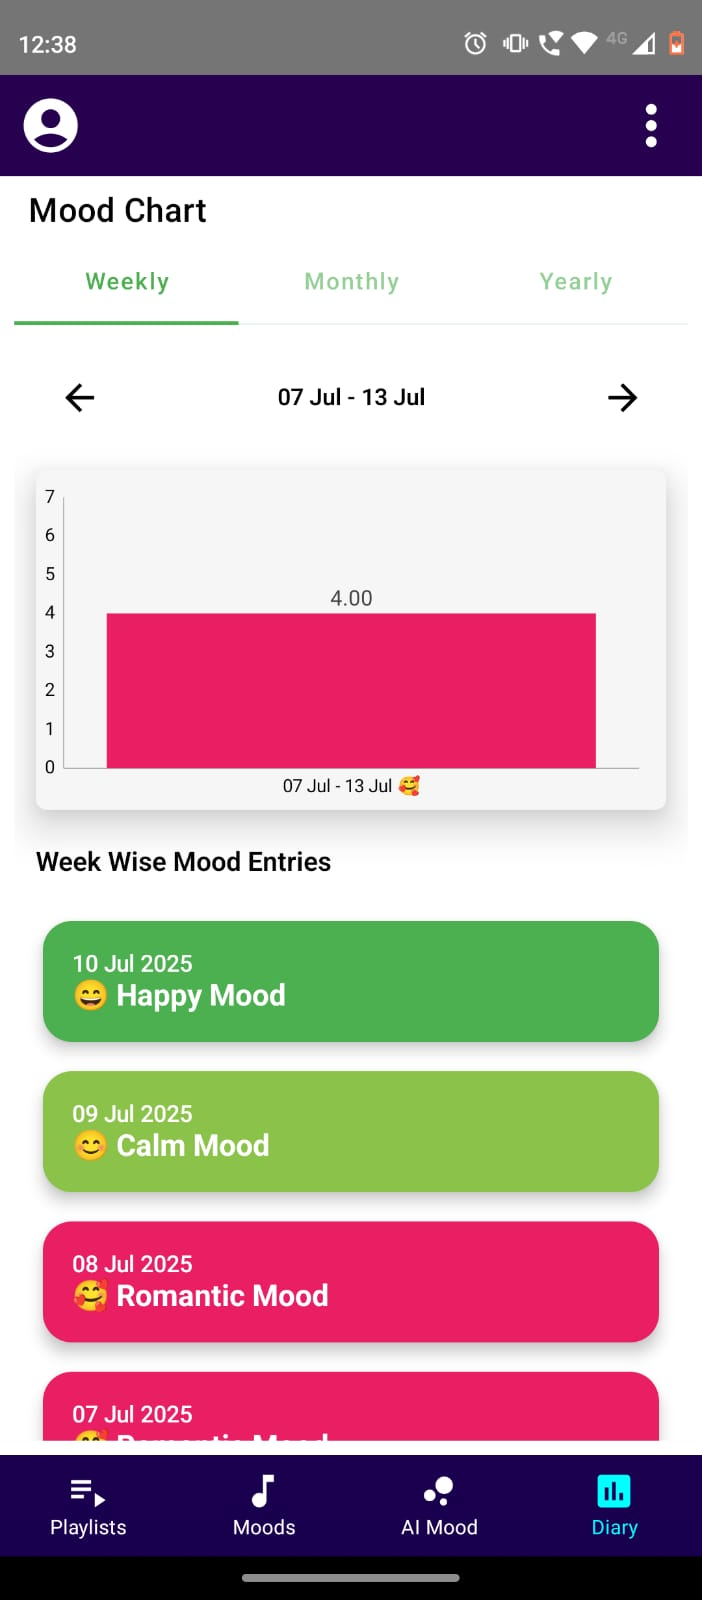 12:38
4G
Mood Chart
Weekly Monthly Yearly
07 Jul - 13 Jul
7
6
5
4
3
2
1
0
4.00
07 Jul - 13 Jul 🥰
Week Wise Mood Entries
10 Jul 2025
😄 Happy Mood
09 Jul 2025
😊 Calm Mood
08 Jul 2025
🥰 Romantic Mood
07 Jul 2025
🥰 Romantic Mood
Playlists Moods AI Mood Diary